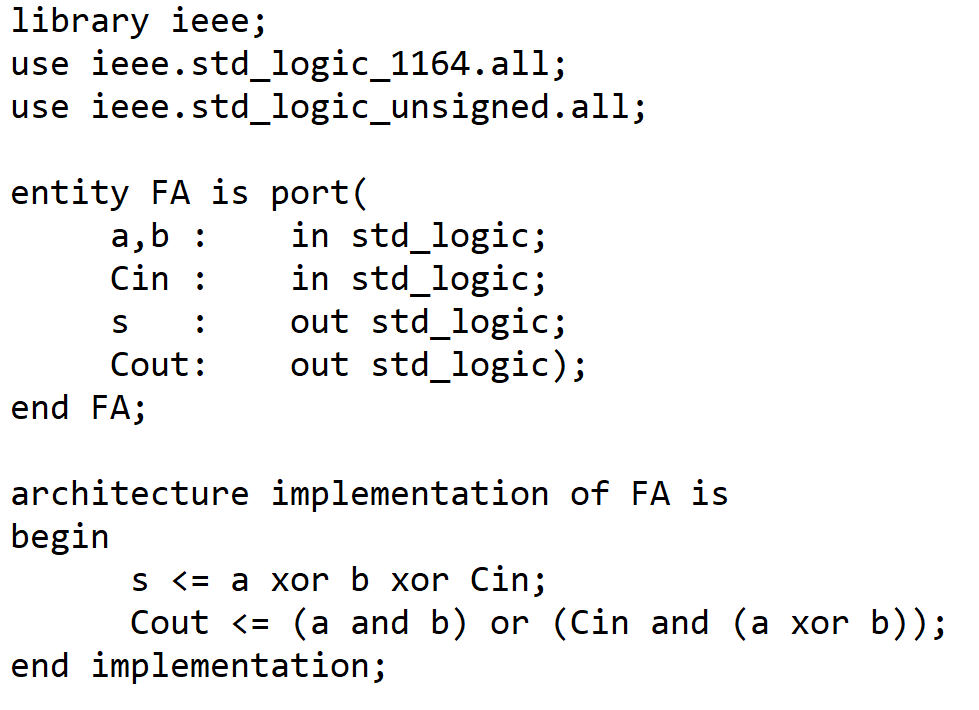 library ieee;
use ieee.std_logic_1164.all;
use ieee.std_logic_unsigned.all;

entity FA is port(
     a,b :    in std_logic;
     Cin :    in std_logic;
     s   :    out std_logic;
     Cout:    out std_logic);
end FA;

architecture implementation of FA is
begin
      s <= a xor b xor Cin;
      Cout <= (a and b) or (Cin and (a xor b));
end implementation;